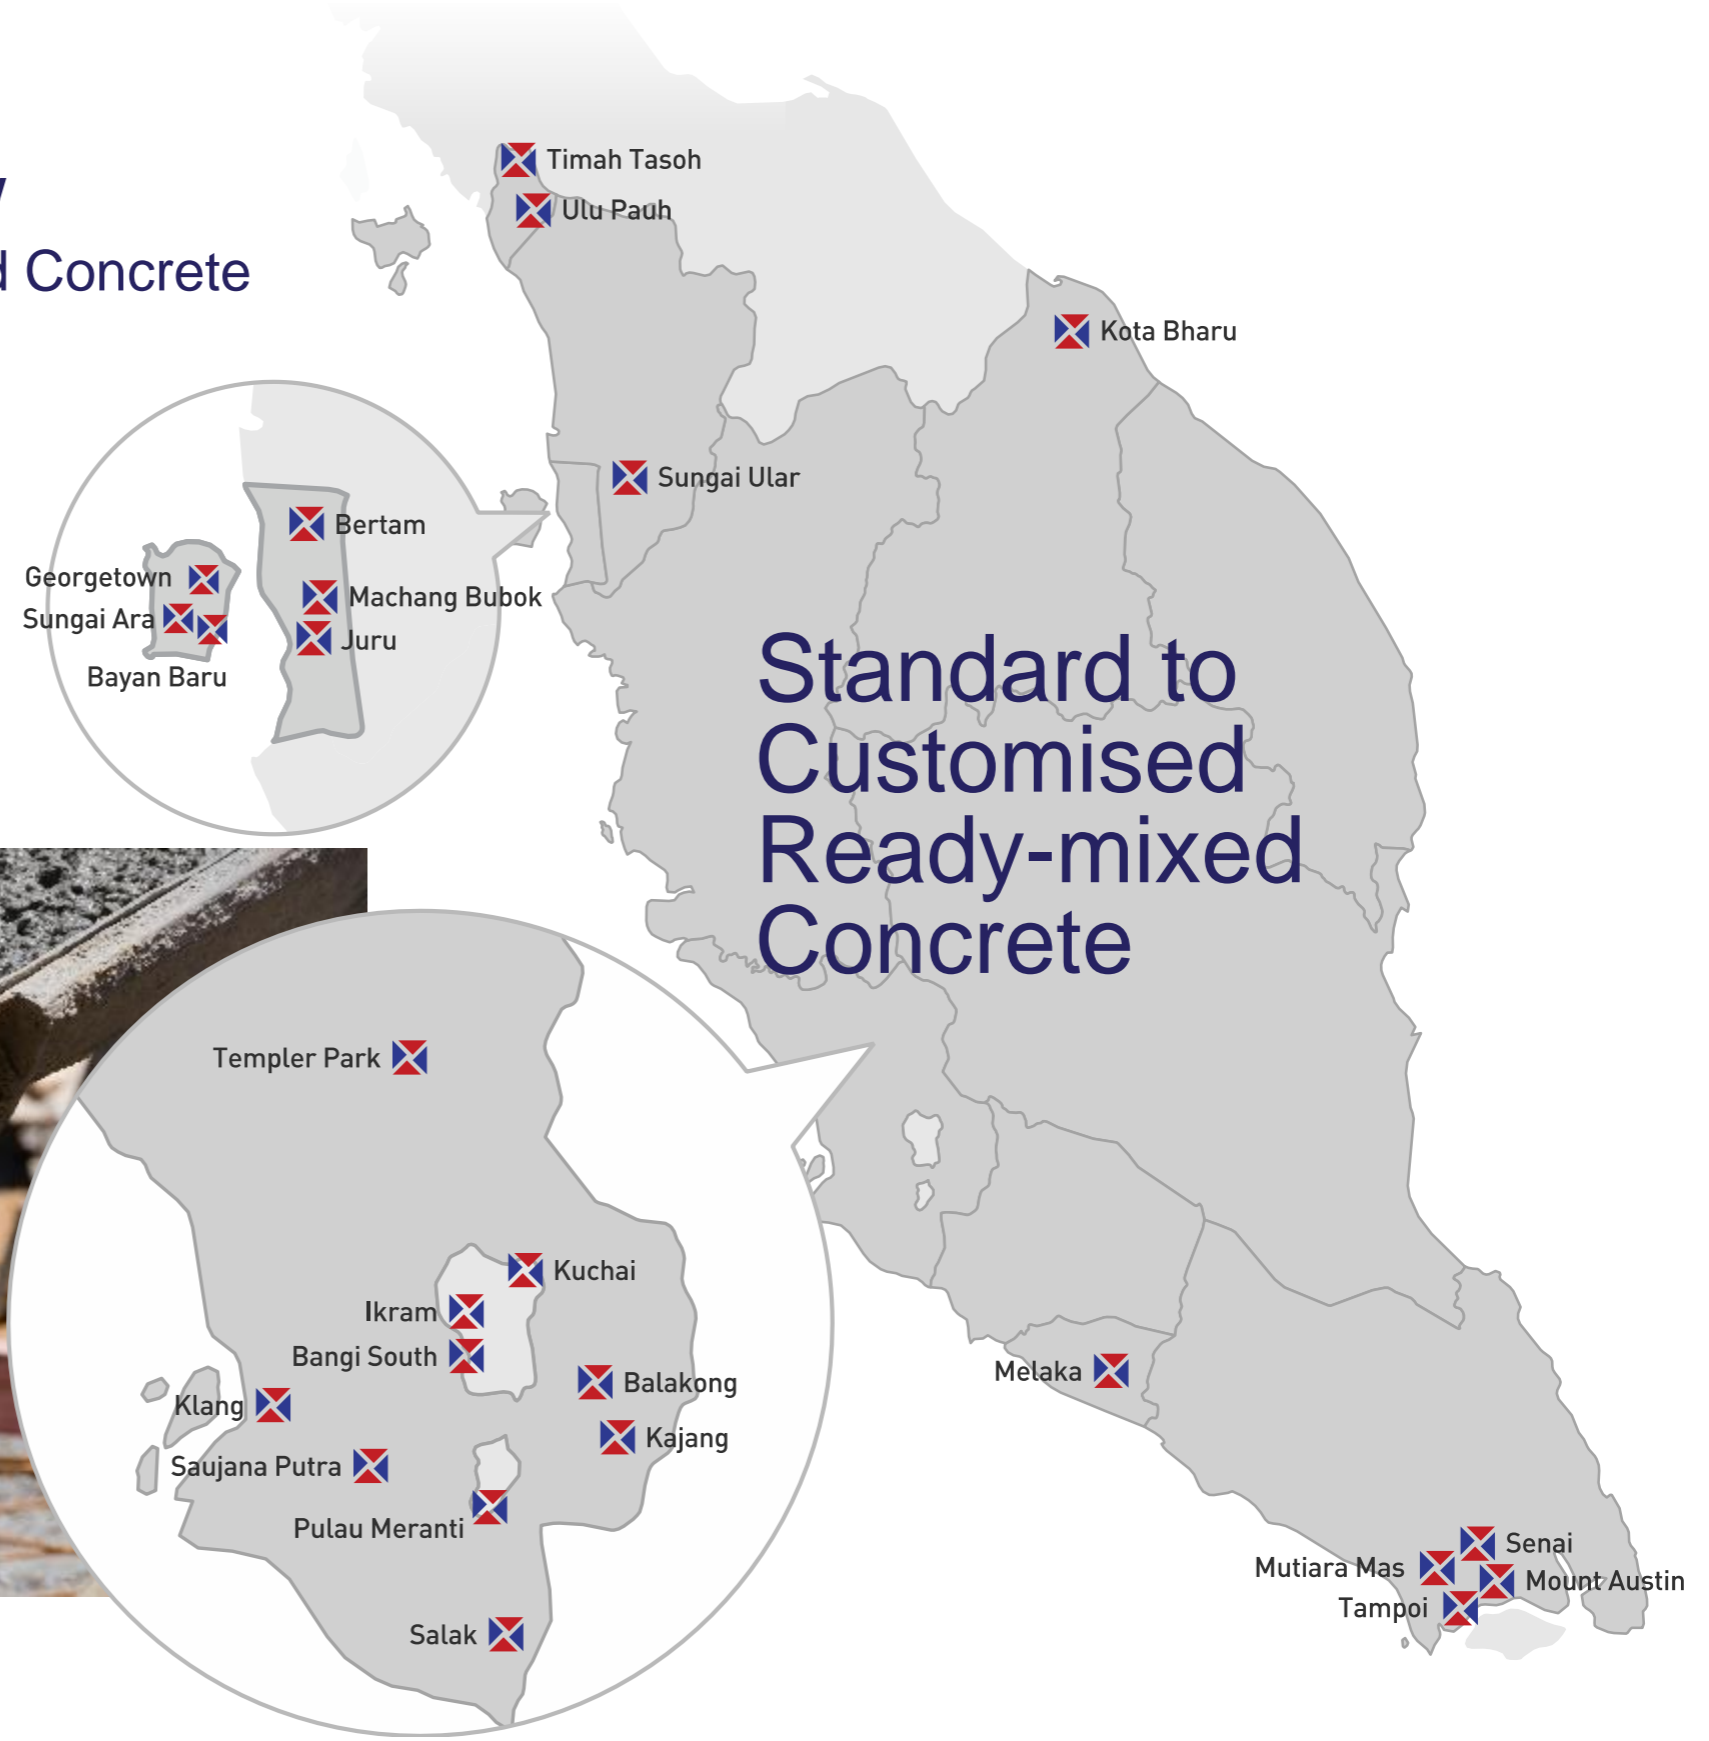 Concrete
Timah Tasoh
Ulu Pauh
Kota Bharu
Sungai Ular
Bertam
Georgetown
Machang Bubok
Sungai Ara
Juru
Bayan Baru
Standard to
Customised
Ready-mixed
Concrete
Templer Park
Kuchai
Ikram
Bangi South
Balakong
Klang
Kajang
Saujana Putra
Pulau Meranti
Salak
Melaka
Senai
Mutiara Mas
Mount Austin
Tampoi